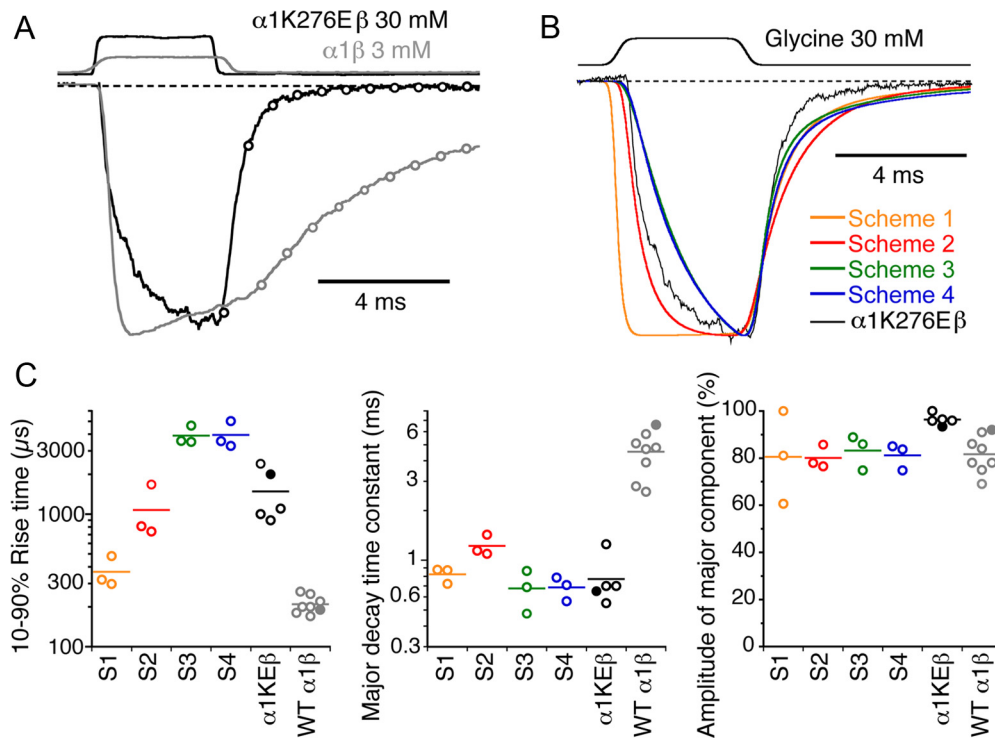 A
α1K276Eβ 30 mM
α1β 3 mM
4 ms
B
Glycine 30 mM
4 ms
Scheme 1
Scheme 2
Scheme 3
Scheme 4
α1K276Eβ
C
10-90% Rise time (µs)
3000
1000
300
100
S1
S2
S3
S4
α1KEβ
WT α1β
Major decay time constant (ms)
6
3
1
0.6
0.3
S1
S2
S3
S4
α1KEβ
WT α1β
Amplitude of major component (%)
100
80
60
40
20
0
S1
S2
S3
S4
α1KEβ
WT α1β